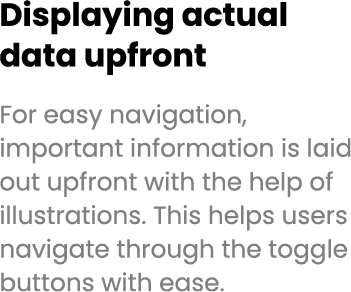 Displaying actual
data upfront
For easy navigation,
important information is laid
out upfront with the help of
illustrations. This helps users
navigate through the toggle
buttons with ease.